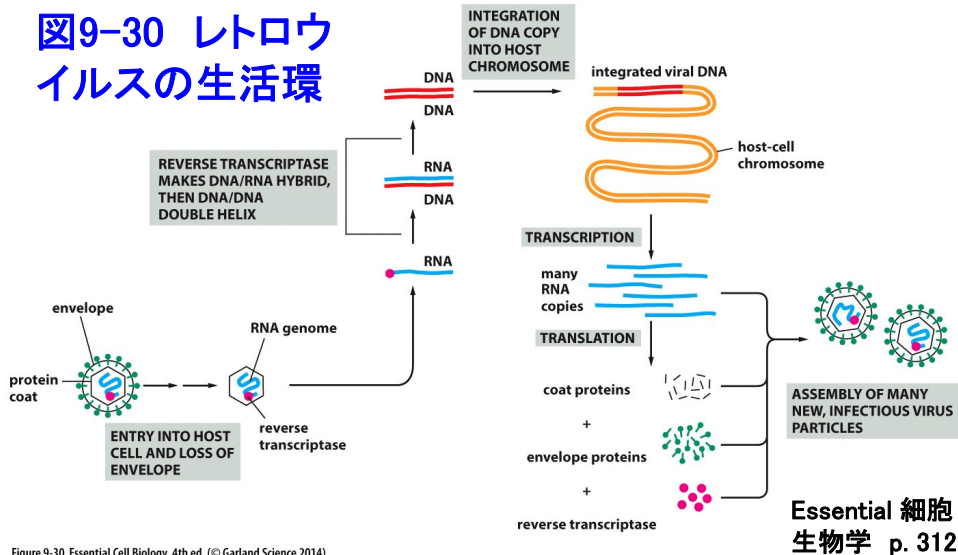 図9-30 レトロウ
イルスの生活環
INTEGRATION
OF DNA COPY
INTO HOST
CHROMOSOME
DNA
DNA
integrated viral DNA
host-cell
chromosome
REVERSE TRANSCRIPTASE
MAKES DNA/RNA HYBRID,
THEN DNA/DNA
DOUBLE HELIX
RNA
DNA
RNA
TRANSCRIPTION
many
RNA
copies
TRANSLATION
envelope
RNA genome
protein
coat
reverse
transcriptase
ENTRY INTO HOST
CELL AND LOSS OF
ENVELOPE
coat proteins
+
envelope proteins
+
reverse transcriptase
ASSEMBLY OF MANY
NEW, INFECTIOUS VIRUS
PARTICLES
Essential 細胞
生物学 p. 312
Figure 9-30 Essential Cell Biology, 4th ed. (© Garland Science 2014)